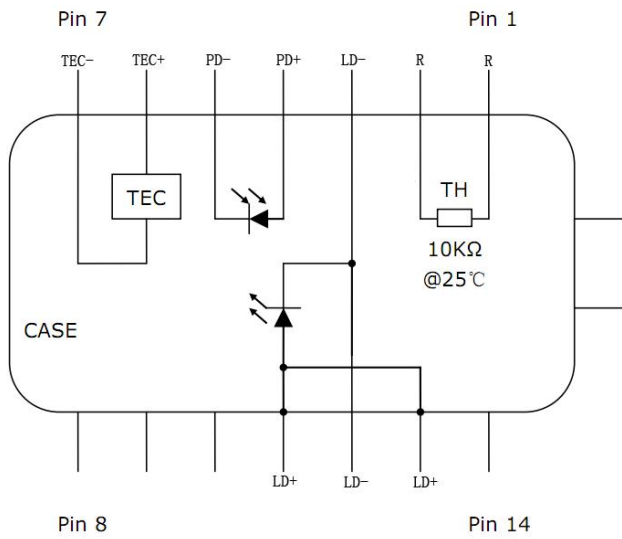 Pin 7 Pin 1
TEC- TEC+ PD- PD+ LD- R R
TEC TH
10KΩ
@25℃
CASE
LD+ LD- LD+
Pin 8 Pin 14